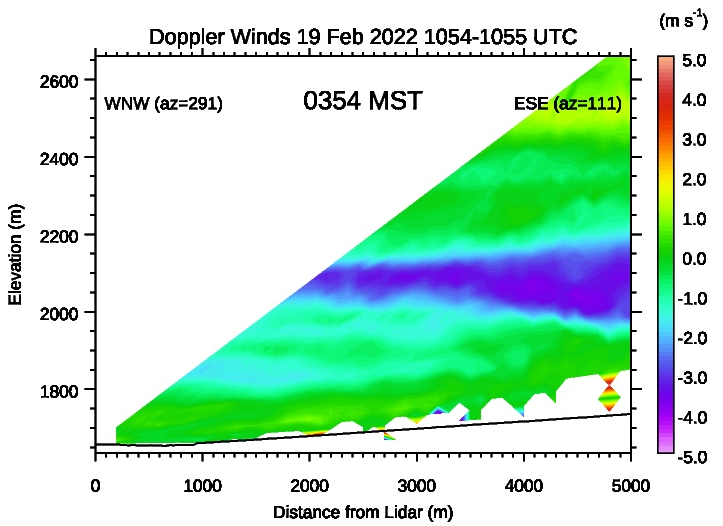 (m s⁻¹)
Doppler Winds 19 Feb 2022 1054-1055 UTC
WNW (az=291)
0354 MST
ESE (az=111)
Elevation (m)
2600
2400
2200
2000
1800
0 1000 2000 3000 4000 5000
Distance from Lidar (m)
5.0
4.0
3.0
2.0
1.0
0.0
-1.0
-2.0
-3.0
-4.0
-5.0